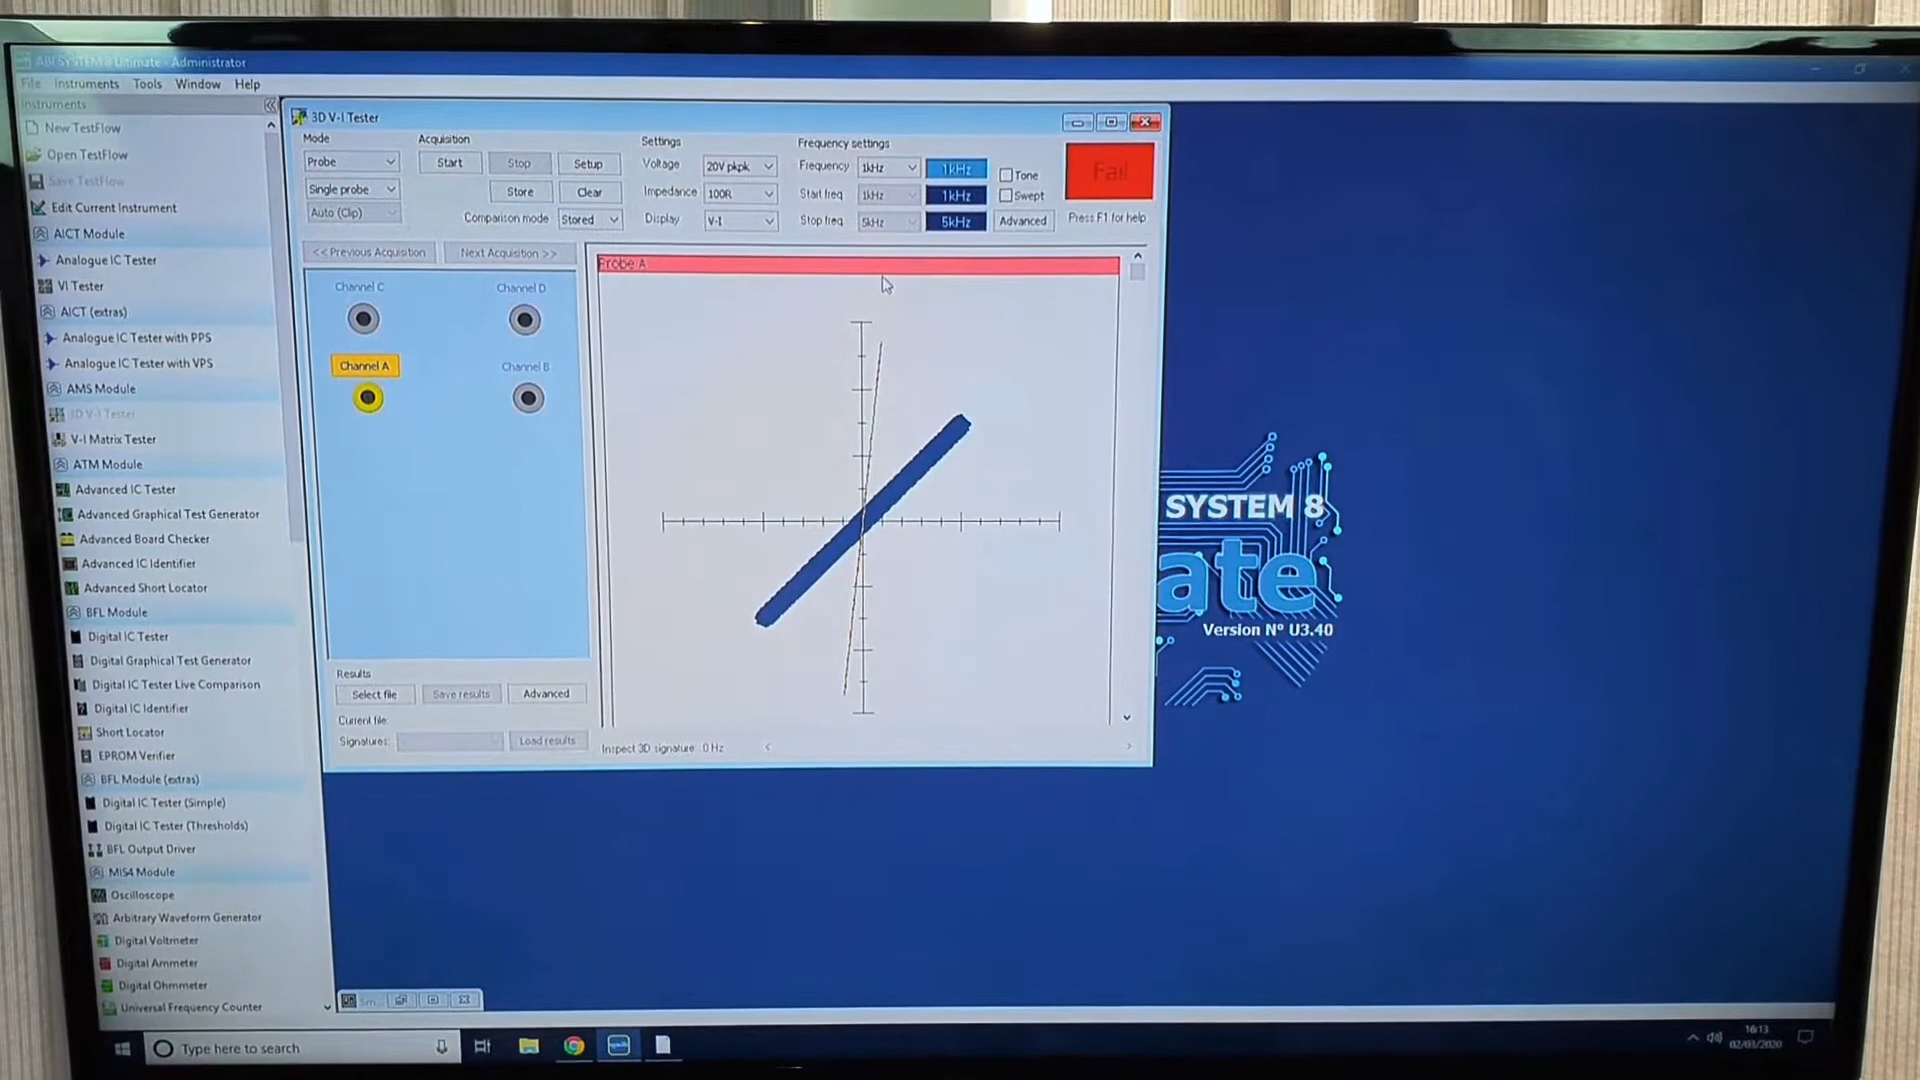 ABI SYSTEM 8 Ultimate - Administrator
File Instruments Tools Window Help
Instruments
New TestFlow
Open TestFlow
Save TestFlow
Edit Current Instrument
AICT Module
Analogue IC Tester
VI Tester
AICT (extras)
Analogue IC Tester with PPS
Analogue IC Tester with VPS
AMS Module
3D V-I Tester
V-I Matrix Tester
ATM Module
Advanced IC Tester
Advanced Graphical Test Generator
Advanced Board Checker
Advanced IC Identifier
Advanced Short Locator
BFL Module
Digital IC Tester
Digital Graphical Test Generator
Digital IC Tester Live Comparison
Digital IC Identifier
Short Locator
EPROM Verifier
BFL Module (extras)
Digital IC Tester (Simple)
Digital IC Tester (Thresholds)
BFL Output Driver
MIS4 Module
Oscilloscope
Arbitrary Waveform Generator
Digital Voltmeter
Digital Ammeter
Digital Ohmmeter
Universal Frequency Counter
3D V-I Tester
Mode
Probe
Single probe
Auto (Clip)
Acquisition
Start Stop Setup
Store Clear
Comparison mode Stored
Settings
Voltage 20V pkpk
Impedance 100R
Display V-I
Frequency settings
Frequency 1kHz 1kHz
Start freq 1kHz 1kHz
Stop freq 5kHz 5kHz
Tone
Swept
Advanced
Fail
Press F1 for help
<< Previous Acquisition Next Acquisition >>
Channel C Channel D
Channel A Channel B
Probe A
Results
Select file Save results Advanced
Current file:
Signatures: Load results
Inspect 3D signature: 0 Hz
SYSTEM 8
ate
Version Nº U3.40
Sm...
Type here to search
16:13
02/03/2020